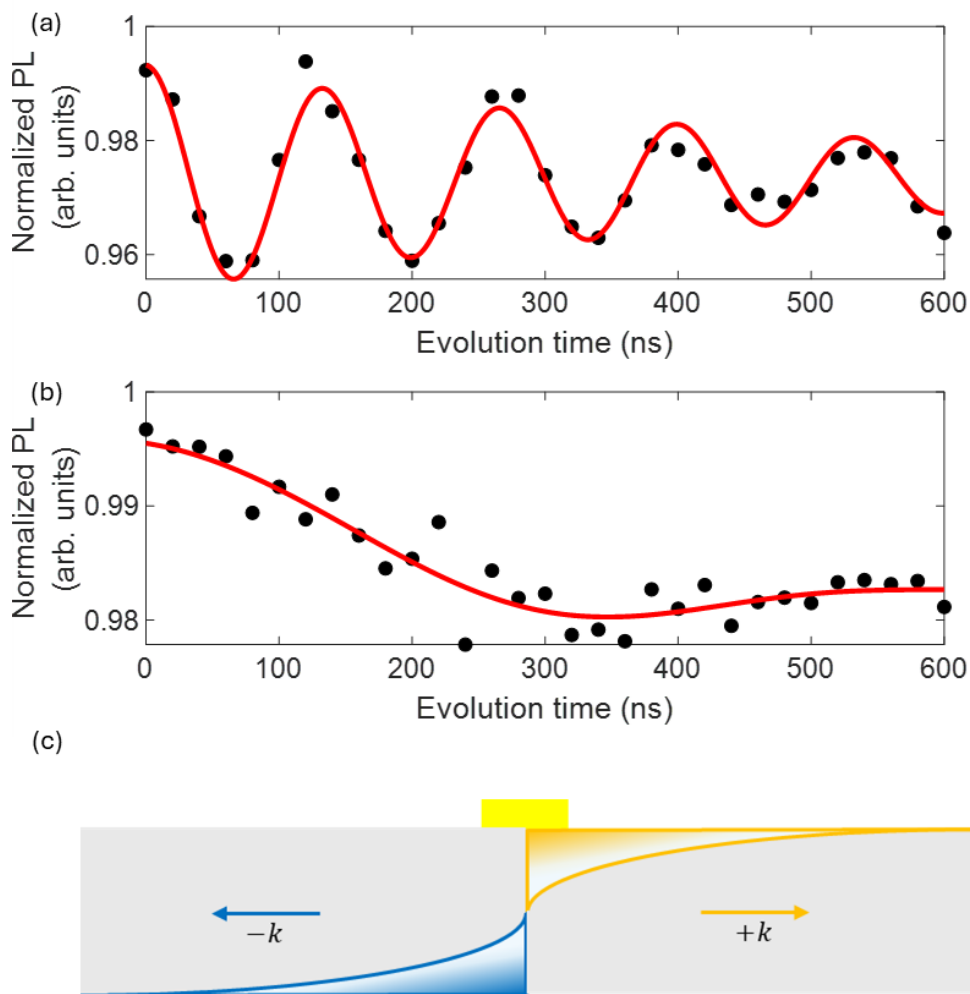 (a)
Normalized PL
(arb. units)
1
0.98
0.96
0 100 200 300 400 500 600
Evolution time (ns)
(b)
Normalized PL
(arb. units)
1
0.99
0.98
0 100 200 300 400 500 600
Evolution time (ns)
(c)
−k
+k